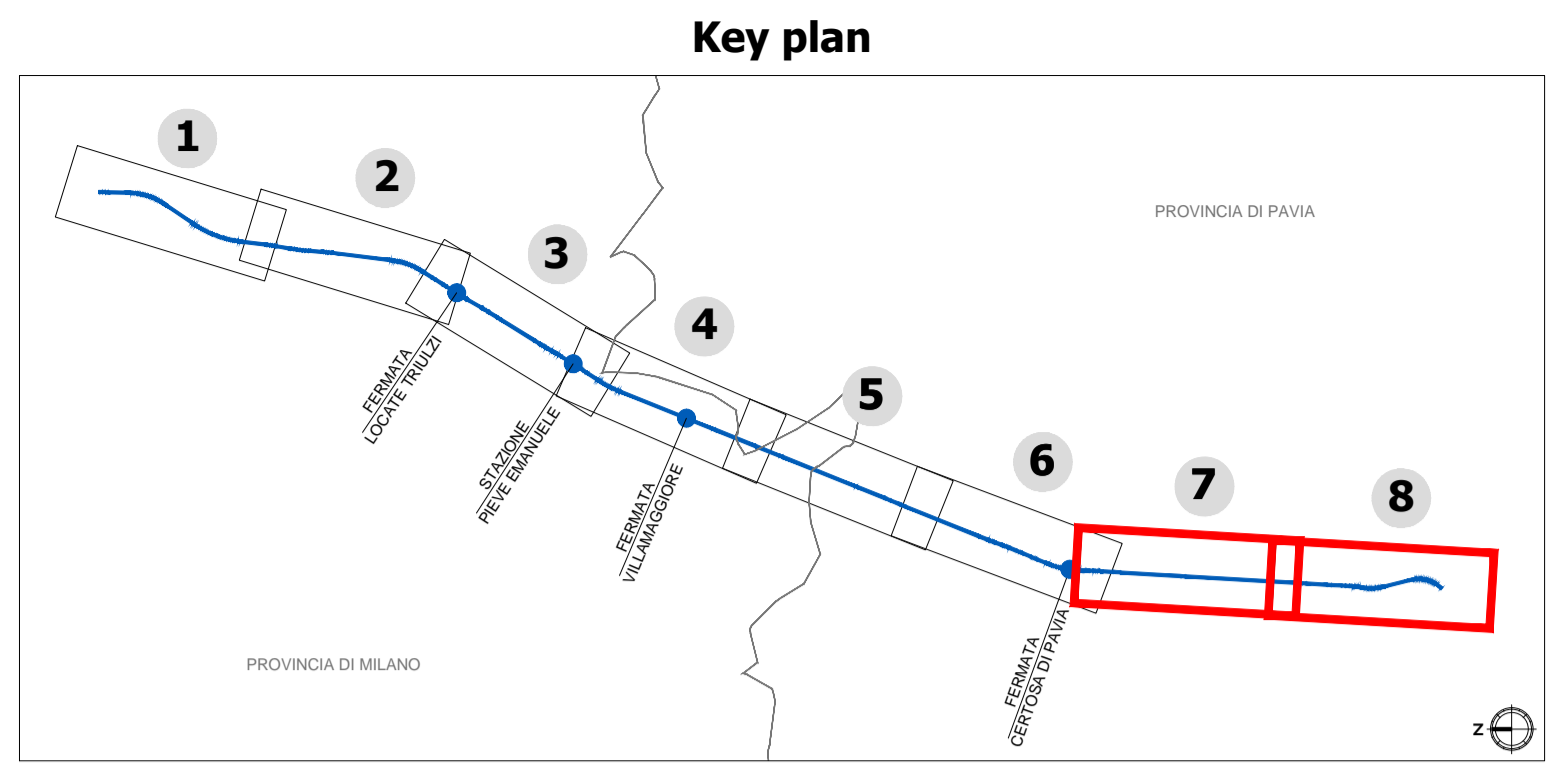 Key plan
1
2
3
4
5
6
7
8
PROVINCIA DI PAVIA
FERMATA
LOCATE TRIULZI
STAZIONE
PIEVE EMANUELE
FERMATA
VILLAMAGGIORE
FERMATA
CERTOSA DI PAVIA
PROVINCIA DI MILANO
N